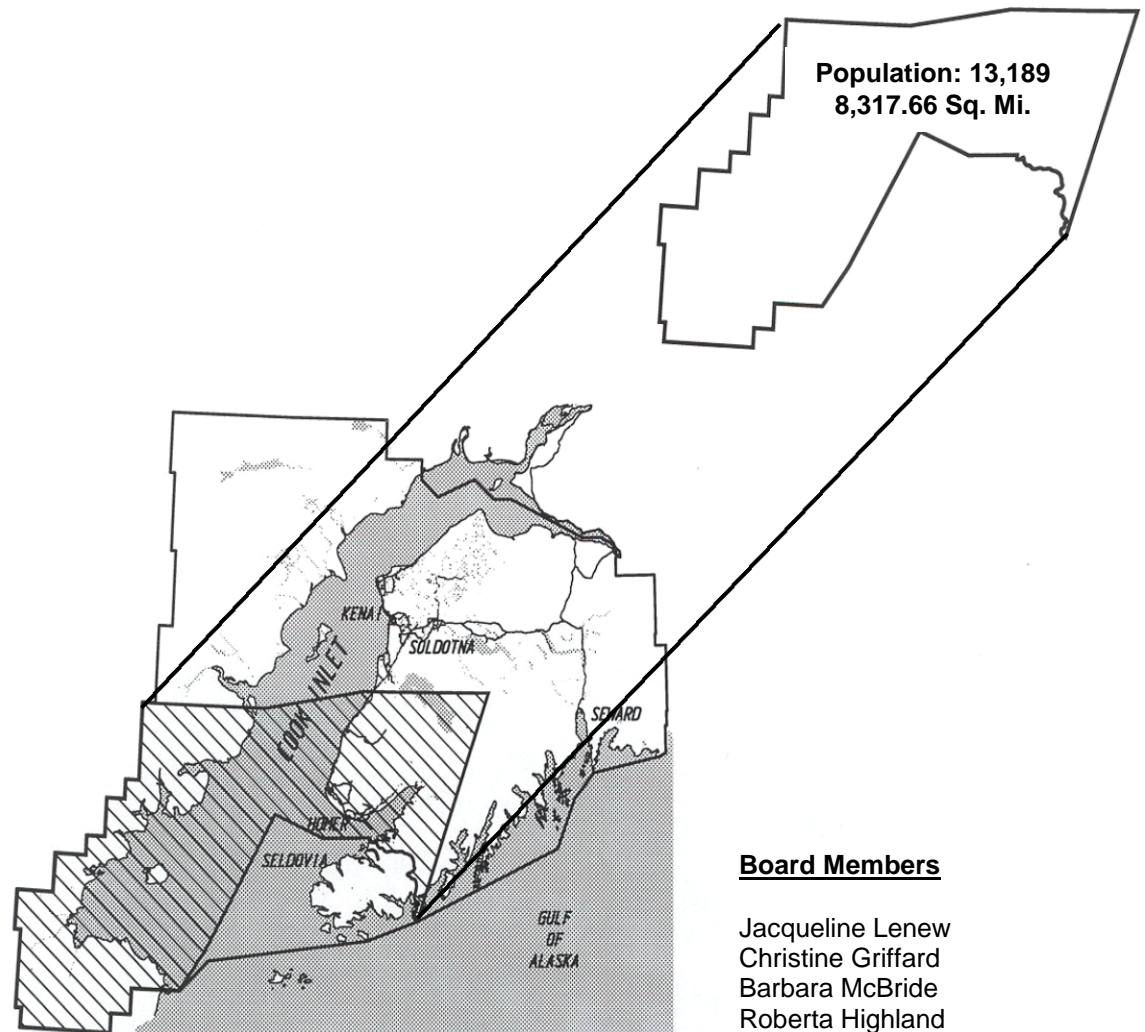 Population: 13,189
8,317.66 Sq. Mi.
KENAI
SOLDOTNA
COOK INLET
SEWARD
HOMER
SELDOVIA
GULF
OF
ALASKA
Board Members
Jacqueline Lenew
Christine Griffard
Barbara McBride
Roberta Highland